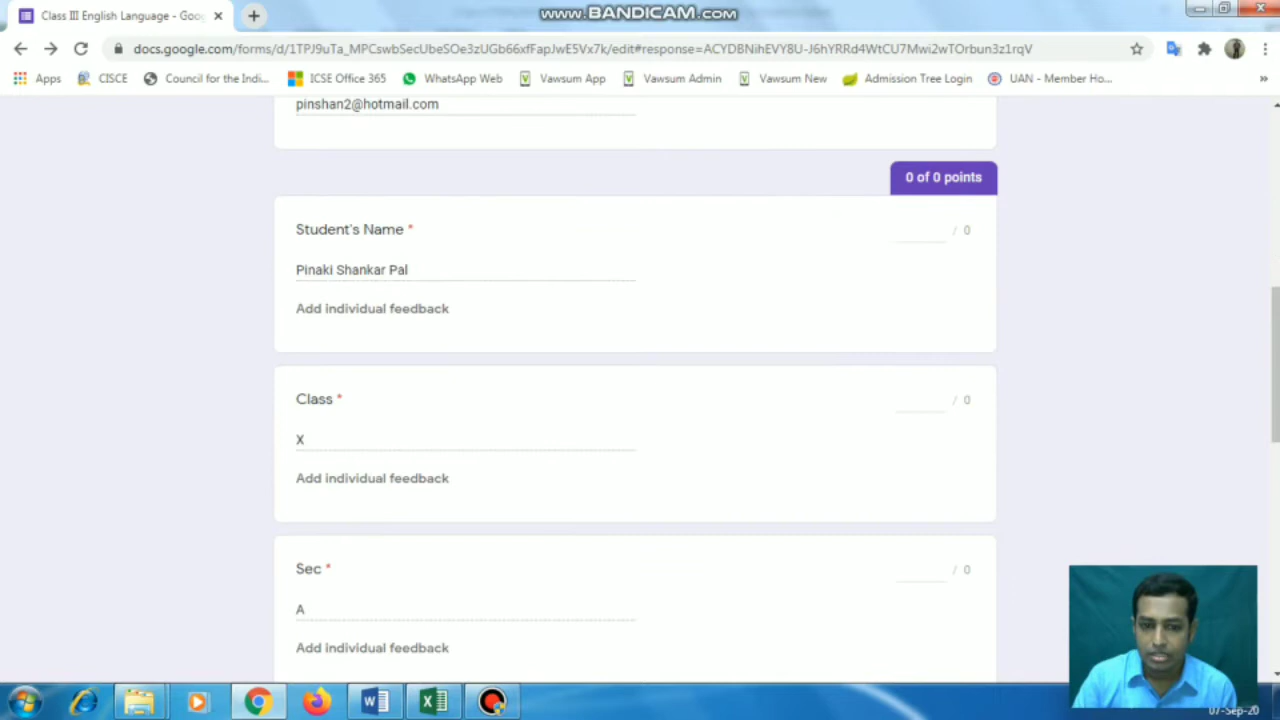 www.BANDICAM.com
Class III English Language - Goo
docs.google.com/forms/d/1TPJ9uTa_MPCswbSecUbeSOe3zUGb66xfFapJwE5Vx7k/edit#response=ACYDBNihEVY8U-J6hYRRd4WtCU7Mwi2wTOrbun3z1rqV
Apps CISCE Council for the Indi... ICSE Office 365 WhatsApp Web Vawsum App Vawsum Admin Vawsum New Admission Tree Login UAN - Member Ho... »
pinshan2@hotmail.com
0 of 0 points
Student's Name * / 0
Pinaki Shankar Pal
Add individual feedback
Class * / 0
X
Add individual feedback
Sec * / 0
A
Add individual feedback
07-Sep-20